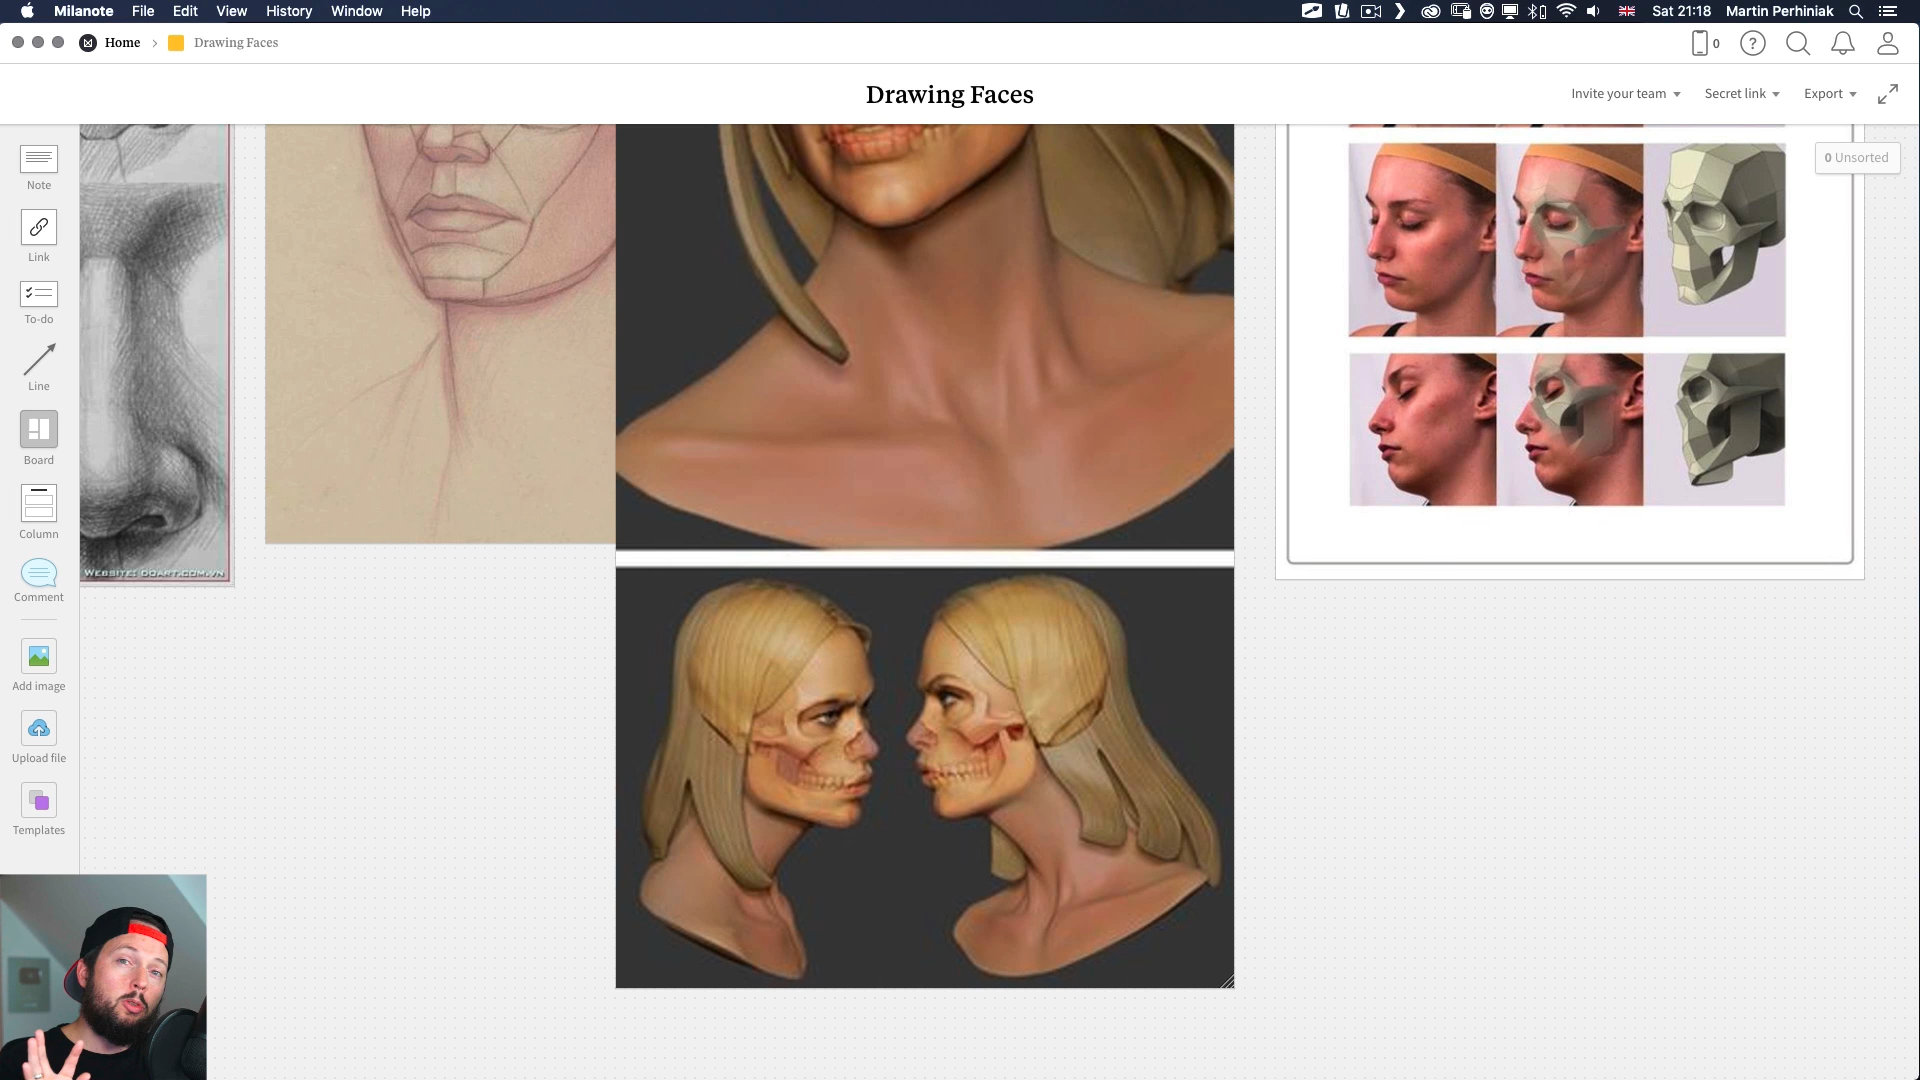 Milanote File Edit View History Window Help Sat 21:18 Martin Perhiniak
Home Drawing Faces 0
Drawing Faces
Invite your team Secret link Export
0 Unsorted
Note
Link
To-do
Line
Board
Column
Comment
Add image
Upload file
Templates
WEBSITE: DOART.COM.VN